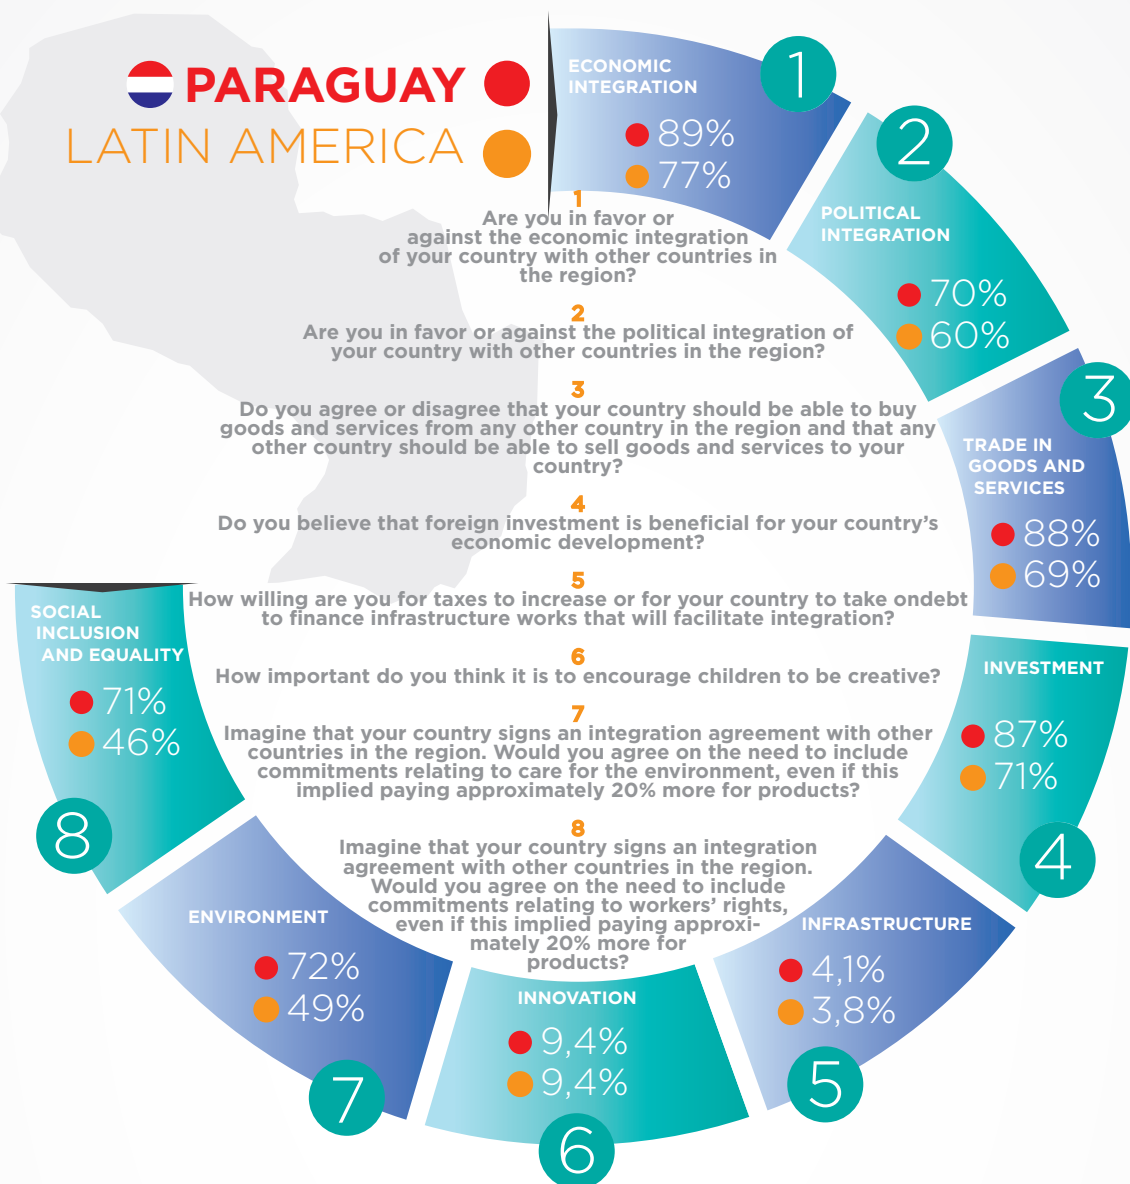 PARAGUAY
LATIN AMERICA
ECONOMIC
INTEGRATION
89%
77%
1
2
POLITICAL
INTEGRATION
70%
60%
3
TRADE IN
GOODS AND
SERVICES
88%
69%
INVESTMENT
87%
71%
4
INFRASTRUCTURE
4,1%
3,8%
5
INNOVATION
9,4%
9,4%
6
ENVIRONMENT
72%
49%
7
SOCIAL
INCLUSION
AND EQUALITY
71%
46%
8
1
Are you in favor or
against the economic integration
of your country with other countries in
the region?
2
Are you in favor or against the political integration of
your country with other countries in the region?
3
Do you agree or disagree that your country should be able to buy
goods and services from any other country in the region and that any
other country should be able to sell goods and services to your
country?
4
Do you believe that foreign investment is beneficial for your country's
economic development?
5
How willing are you for taxes to increase or for your country to take ondebt
to finance infrastructure works that will facilitate integration?
6
How important do you think it is to encourage children to be creative?
7
Imagine that your country signs an integration agreement with other
countries in the region. Would you agree on the need to include
commitments relating to care for the environment, even if this
implied paying approximately 20% more for products?
8
Imagine that your country signs an integration
agreement with other countries in the region.
Would you agree on the need to include
commitments relating to workers' rights,
even if this implied paying approxi-
mately 20% more for
products?